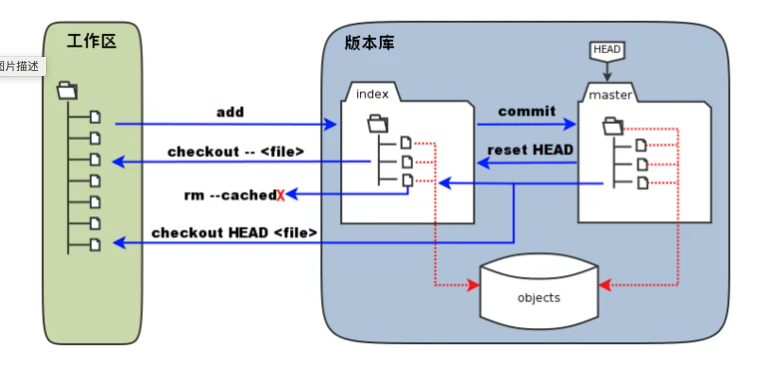 工作区
版本库
HEAD
图片描述
index
master
add
commit
checkout -- <file>
reset HEAD
rm --cached
X
checkout HEAD <file>
objects